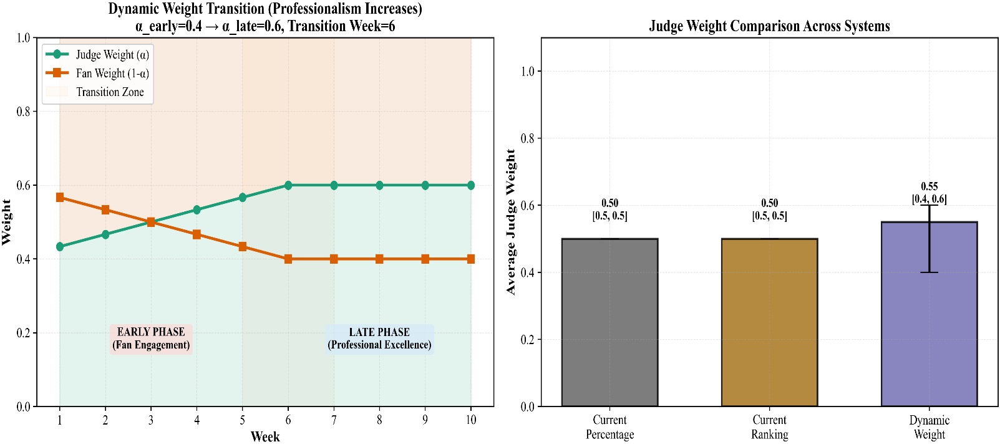 Dynamic Weight Transition (Professionalism Increases)
α_early=0.4 → α_late=0.6, Transition Week=6
Judge Weight (α)
Fan Weight (1-α)
Transition Zone
1.0
0.8
0.6
0.4
0.2
0.0
Weight
EARLY PHASE
(Fan Engagement)
LATE PHASE
(Professional Excellence)
1 2 3 4 5 6 7 8 9 10
Week
Judge Weight Comparison Across Systems
1.0
0.8
0.6
0.4
0.2
0.0
Average Judge Weight
0.50
[0.5, 0.5]
0.50
[0.5, 0.5]
0.55
[0.4, 0.6]
Current
Percentage
Current
Ranking
Dynamic
Weight